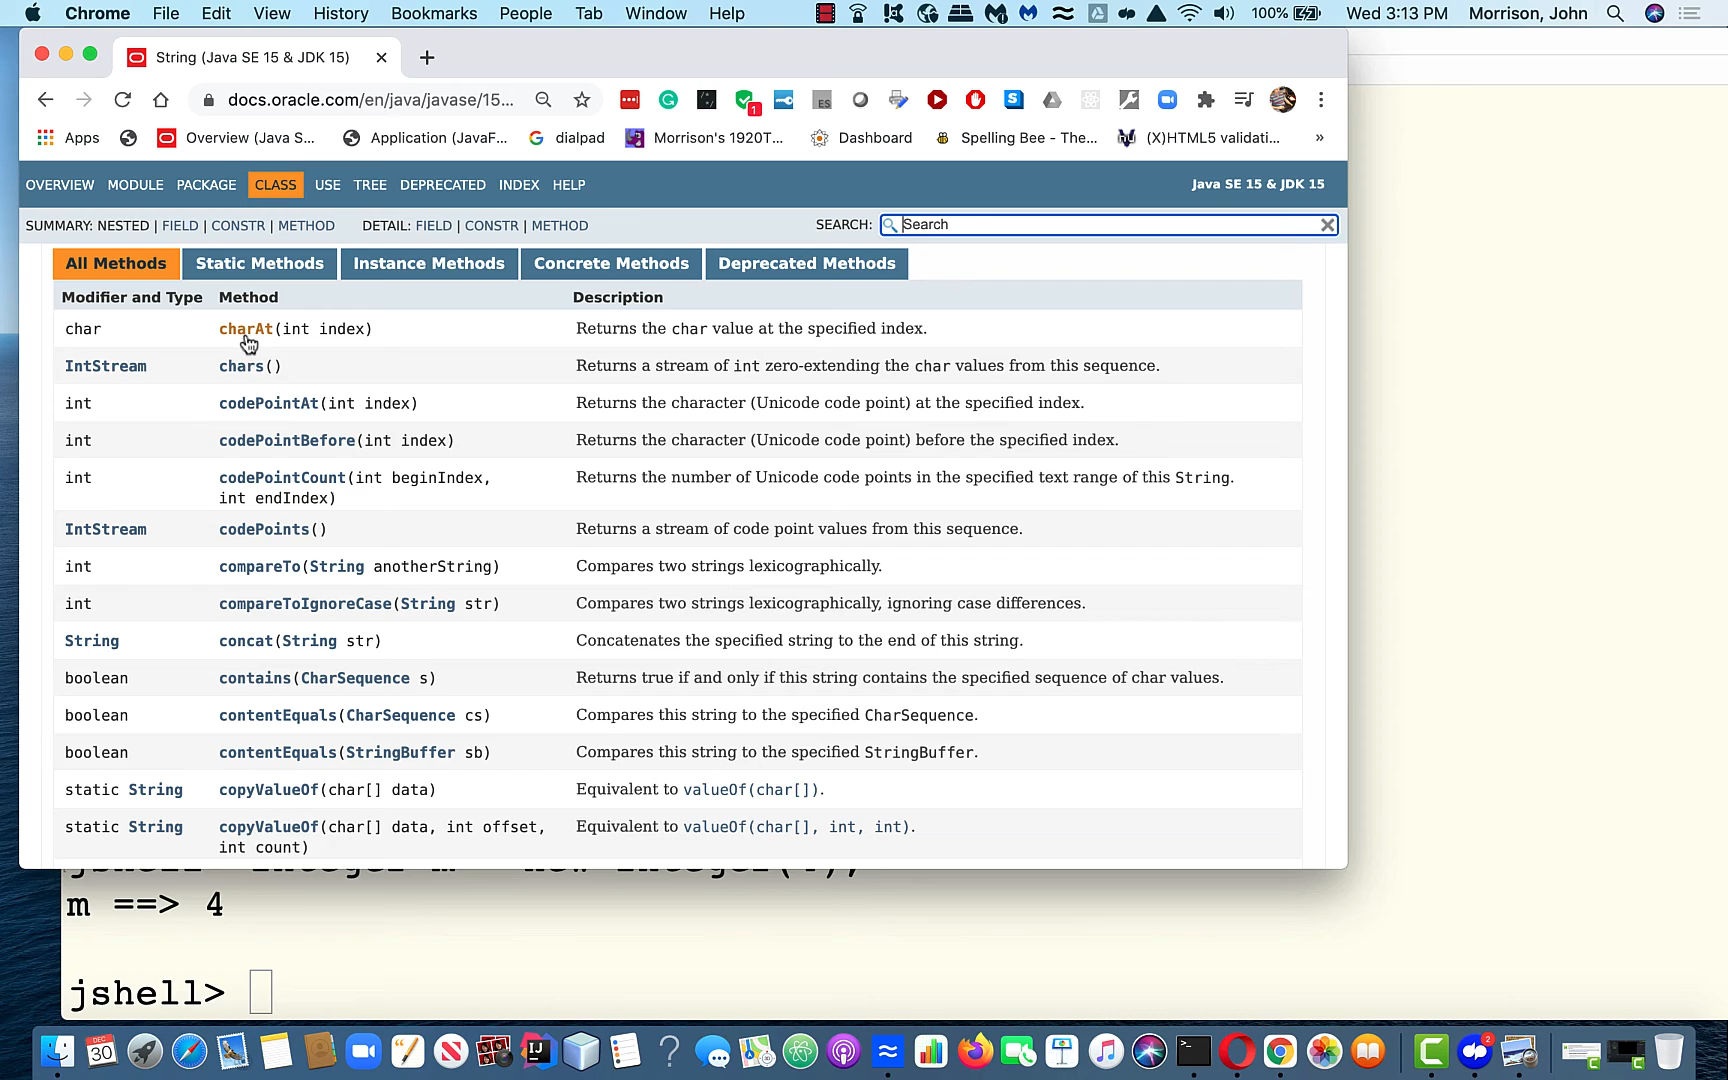 Chrome File Edit View History Bookmarks People Tab Window Help 100% Wed 3:13 PM Morrison, John
String (Java SE 15 & JDK 15)
docs.oracle.com/en/java/javase/15... ES 1
Apps Overview (Java S... Application (JavaF... dialpad Morrison's 1920T... Dashboard Spelling Bee - The... (X)HTML5 validati... »
OVERVIEW MODULE PACKAGE CLASS USE TREE DEPRECATED INDEX HELP Java SE 15 & JDK 15
SUMMARY: NESTED | FIELD | CONSTR | METHOD DETAIL: FIELD | CONSTR | METHOD SEARCH: Search
All Methods Static Methods Instance Methods Concrete Methods Deprecated Methods
Modifier and Type Method Description
char charAt(int index) Returns the char value at the specified index.
IntStream chars() Returns a stream of int zero-extending the char values from this sequence.
int codePointAt(int index) Returns the character (Unicode code point) at the specified index.
int codePointBefore(int index) Returns the character (Unicode code point) before the specified index.
int codePointCount(int beginIndex, Returns the number of Unicode code points in the specified text range of this String.
int endIndex)
IntStream codePoints() Returns a stream of code point values from this sequence.
int compareTo(String anotherString) Compares two strings lexicographically.
int compareToIgnoreCase(String str) Compares two strings lexicographically, ignoring case differences.
String concat(String str) Concatenates the specified string to the end of this string.
boolean contains(CharSequence s) Returns true if and only if this string contains the specified sequence of char values.
boolean contentEquals(CharSequence cs) Compares this string to the specified CharSequence.
boolean contentEquals(StringBuffer sb) Compares this string to the specified StringBuffer.
static String copyValueOf(char[] data) Equivalent to valueOf(char[]).
static String copyValueOf(char[] data, int offset, Equivalent to valueOf(char[], int, int).
int count)
m ==> 4
jshell>
DEC 30 2